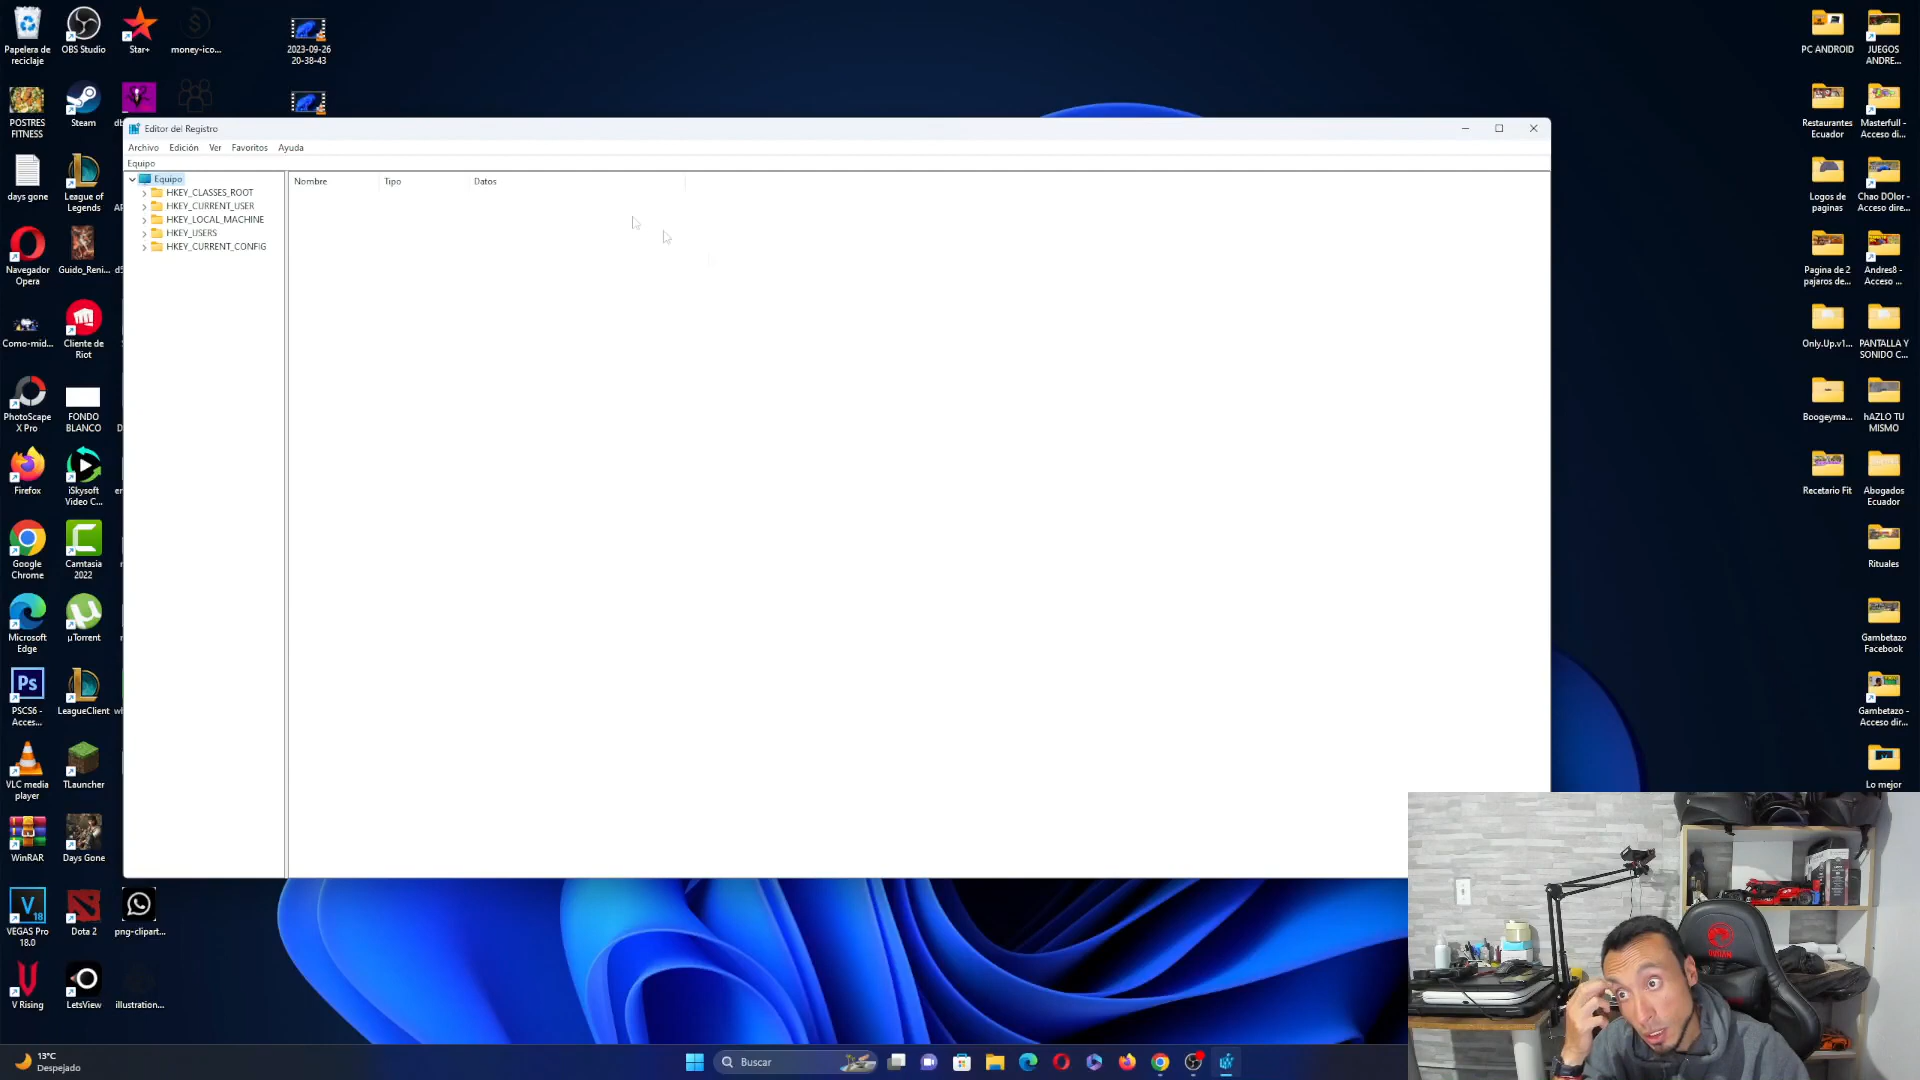 Papelera de
reciclaje
OBS Studio
Star+
money-ico...
2023-09-26
20-38-43
PC ANDROID
JUEGOS
ANDRE...
POSTRES
FITNESS
Steam
Restaurantes
Ecuador
Masterfull -
Acceso di...
Editor del Registro
Archivo Edición Ver Favoritos Ayuda
Equipo
Equipo
HKEY_CLASSES_ROOT
HKEY_CURRENT_USER
HKEY_LOCAL_MACHINE
HKEY_USERS
HKEY_CURRENT_CONFIG
Nombre Tipo Datos
days gone
League of
Legends
Logos de
paginas
Chao DOlor -
Acceso dire...
Navegador
Opera
Guido_Reni...
Pagina de 2
pajaros de...
Andres8 -
Acceso ...
Como-mid...
Cliente de
Riot
Only.Up.v1...
PANTALLA Y
SONIDO C...
PhotoScape
X Pro
FONDO
BLANCO
Boogeyma...
hAZLO TU
MISMO
Firefox
iSkysoft
Video C...
Recetario Fit
Abogados
Ecuador
Google
Chrome
Camtasia
2022
Rituales
Microsoft
Edge
µTorrent
Gambetazo
Facebook
Ps
PSCS6 -
Acces...
LeagueClient
Gambetazo -
Acceso dir...
VLC media
player
TLauncher
Lo mejor
WinRAR
Days Gone
V
18
VEGAS Pro
18.0
Dota 2
png-clipart...
V Rising
LetsView
illustration...
13°C
Despejado
Buscar